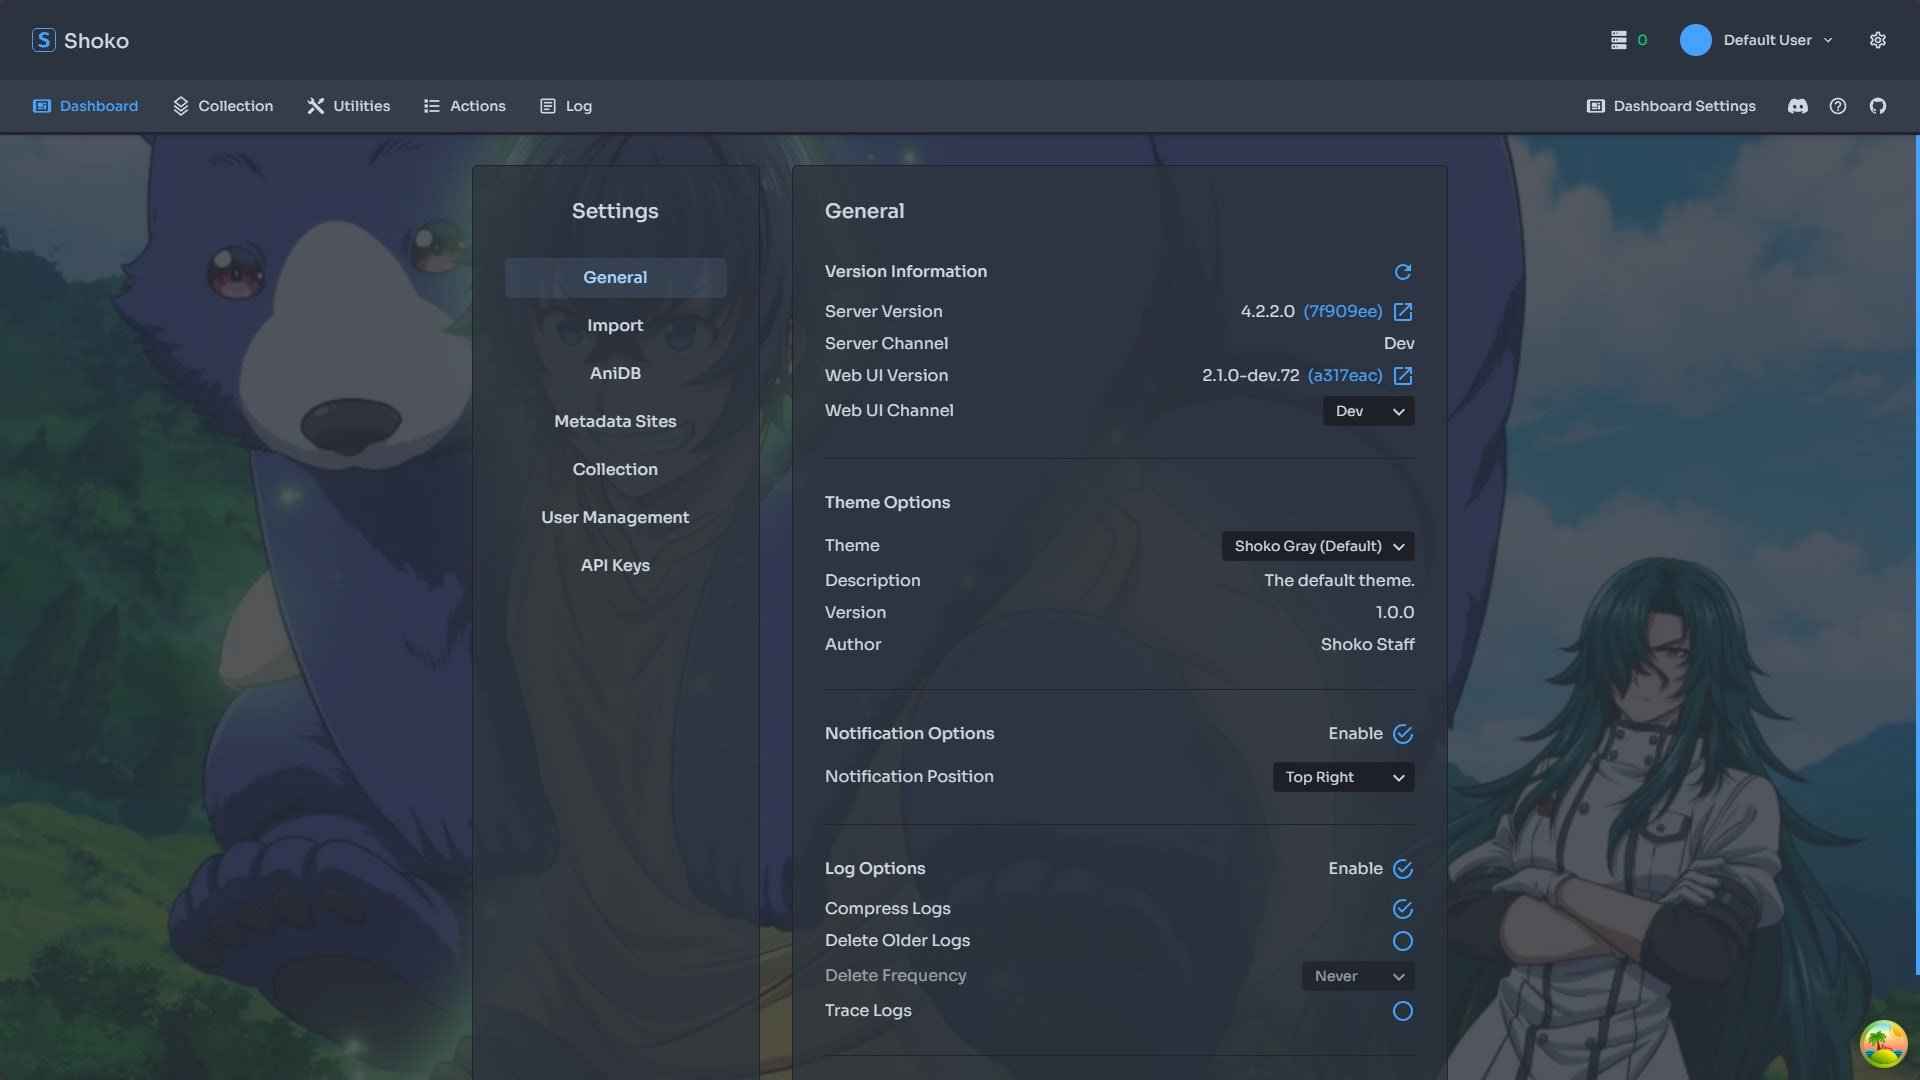 S Shoko
0
Default User
Dashboard
Collection
Utilities
Actions
Log
Dashboard Settings
Settings
General
Import
AniDB
Metadata Sites
Collection
User Management
API Keys
General
Version Information
Server Version 4.2.2.0 (7f909ee)
Server Channel Dev
Web UI Version 2.1.0-dev.72 (a317eac)
Web UI Channel Dev
Theme Options
Theme Shoko Gray (Default)
Description The default theme.
Version 1.0.0
Author Shoko Staff
Notification Options Enable
Notification Position Top Right
Log Options Enable
Compress Logs
Delete Older Logs
Delete Frequency Never
Trace Logs